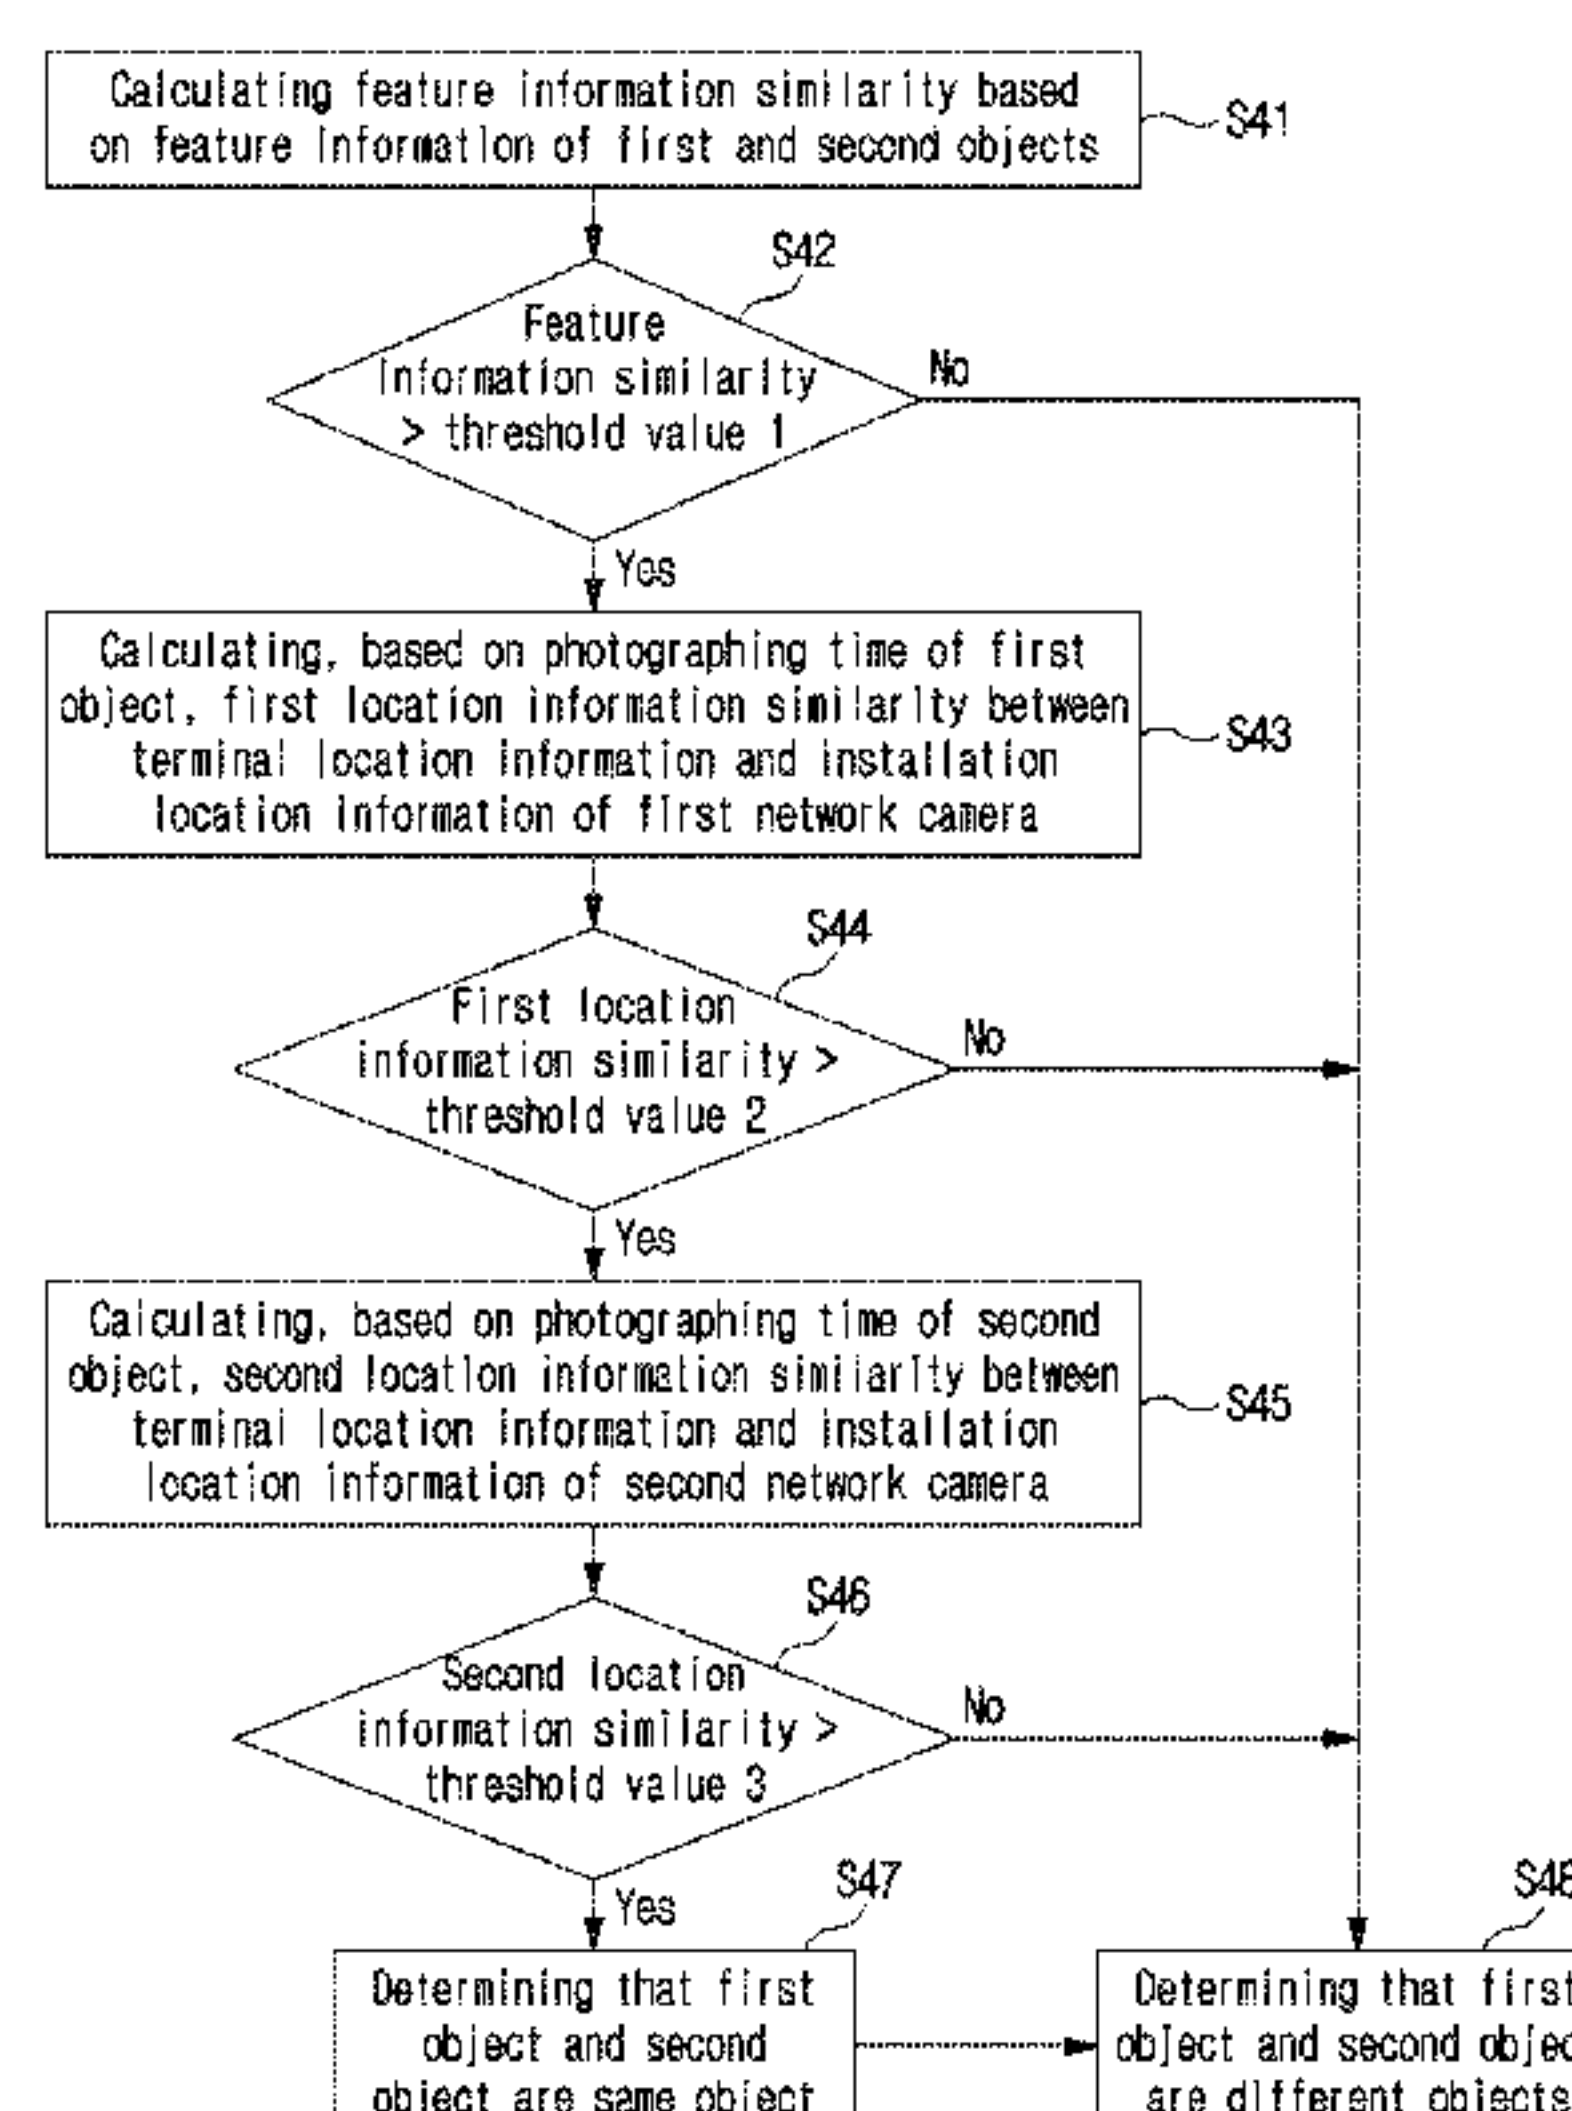 Calculating feature information similarity based
on feature information of first and second objects
S41
S42
Feature
information similarity
> threshold value 1
No
Yes
Calculating, based on photographing time of first
object, first location information similarity between
terminal location information and installation
location information of first network camera
S43
S44
First location
information similarity >
threshold value 2
No
Yes
Calculating, based on photographing time of second
object, second location information similarity between
terminal location information and installation
location information of second network camera
S45
S46
Second location
information similarity >
threshold value 3
No
Yes
S47
Determining that first
object and second
object are same object
Determining that first
object and second
are different objects